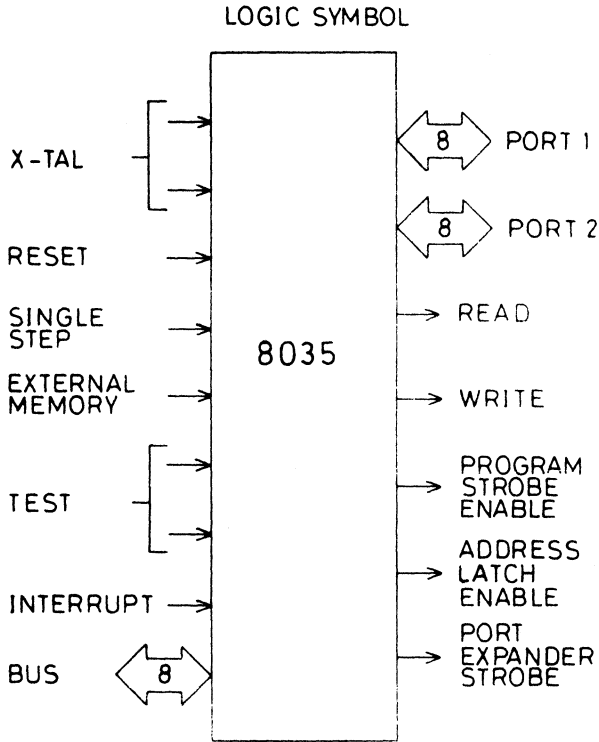 LOGIC SYMBOL
X-TAL
RESET
SINGLE
STEP
EXTERNAL
MEMORY
TEST
INTERRUPT
BUS
8
8035
8
PORT 1
8
PORT 2
READ
WRITE
PROGRAM
STROBE
ENABLE
ADDRESS
LATCH
ENABLE
PORT
EXPANDER
STROBE